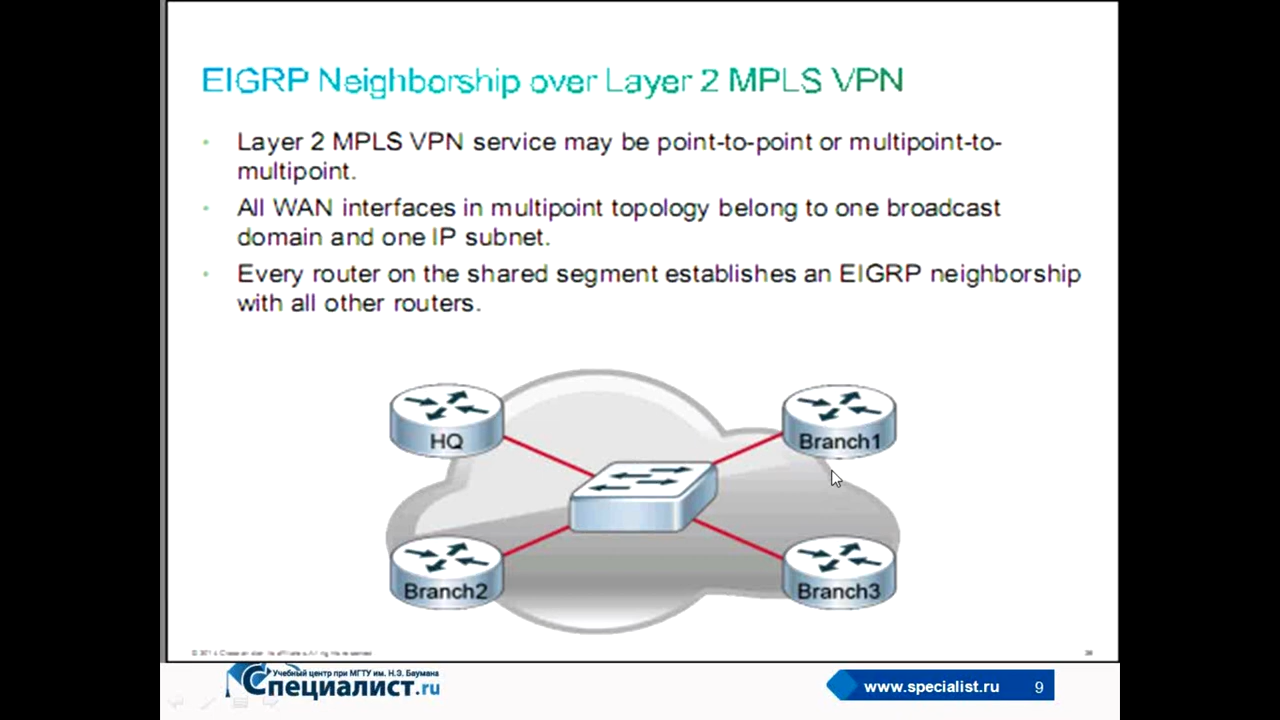 EIGRP Neighborship over Layer 2 MPLS VPN
• Layer 2 MPLS VPN service may be point-to-point or multipoint-to-
multipoint.
• All WAN interfaces in multipoint topology belong to one broadcast
domain and one IP subnet.
• Every router on the shared segment establishes an EIGRP neighborship
with all other routers.
HQ
Branch1
Branch2
Branch3
Учебный центр при МГТУ им. Н.Э. Баумана
Специалист.ru
www.specialist.ru
9